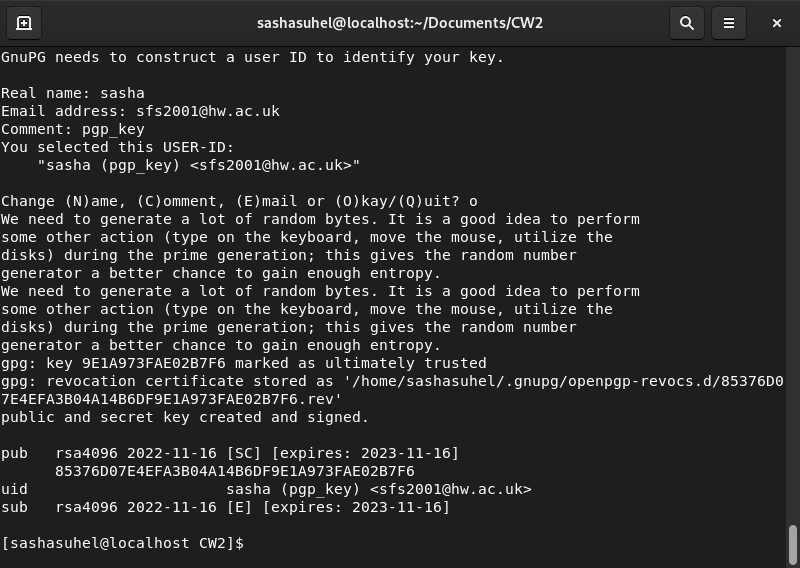 sashasuhel@localhost:~/Documents/CW2
GnuPG needs to construct a user ID to identify your key.
Real name: sasha
Email address: sfs2001@hw.ac.uk
Comment: pgp_key
You selected this USER-ID:
"sasha (pgp_key) <sfs2001@hw.ac.uk>"
Change (N)ame, (C)omment, (E)mail or (O)kay/(Q)uit? o
We need to generate a lot of random bytes. It is a good idea to perform
some other action (type on the keyboard, move the mouse, utilize the
disks) during the prime generation; this gives the random number
generator a better chance to gain enough entropy.
We need to generate a lot of random bytes. It is a good idea to perform
some other action (type on the keyboard, move the mouse, utilize the
disks) during the prime generation; this gives the random number
generator a better chance to gain enough entropy.
gpg: key 9E1A973FAE02B7F6 marked as ultimately trusted
gpg: revocation certificate stored as '/home/sashasuhel/.gnupg/openpgp-revocs.d/85376D0
7E4EFA3B04A14B6DF9E1A973FAE02B7F6.rev'
public and secret key created and signed.
pub   rsa4096 2022-11-16 [SC] [expires: 2023-11-16]
85376D07E4EFA3B04A14B6DF9E1A973FAE02B7F6
uid                      sasha (pgp_key) <sfs2001@hw.ac.uk>
sub   rsa4096 2022-11-16 [E] [expires: 2023-11-16]
[sashasuhel@localhost CW2]$